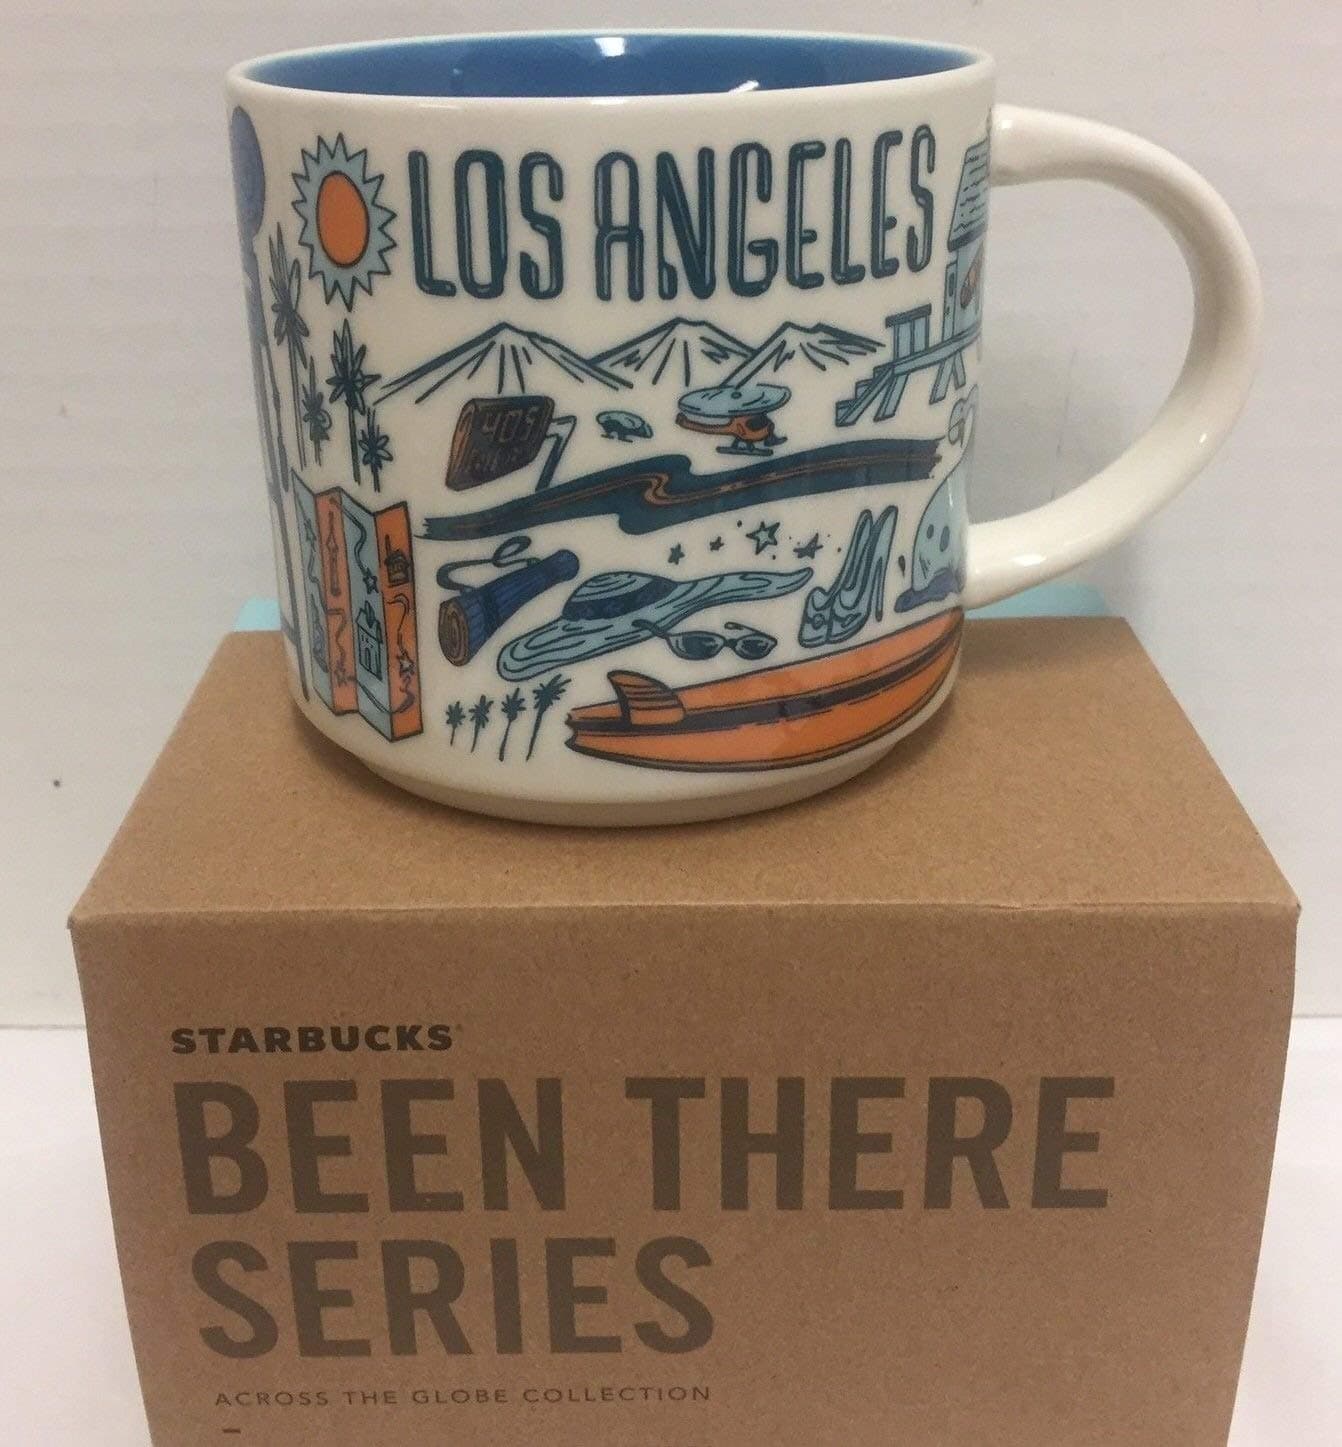 LOS ANGELES
405
STARBUCKS
BEEN THERE
SERIES
ACROSS THE GLOBE COLLECTION